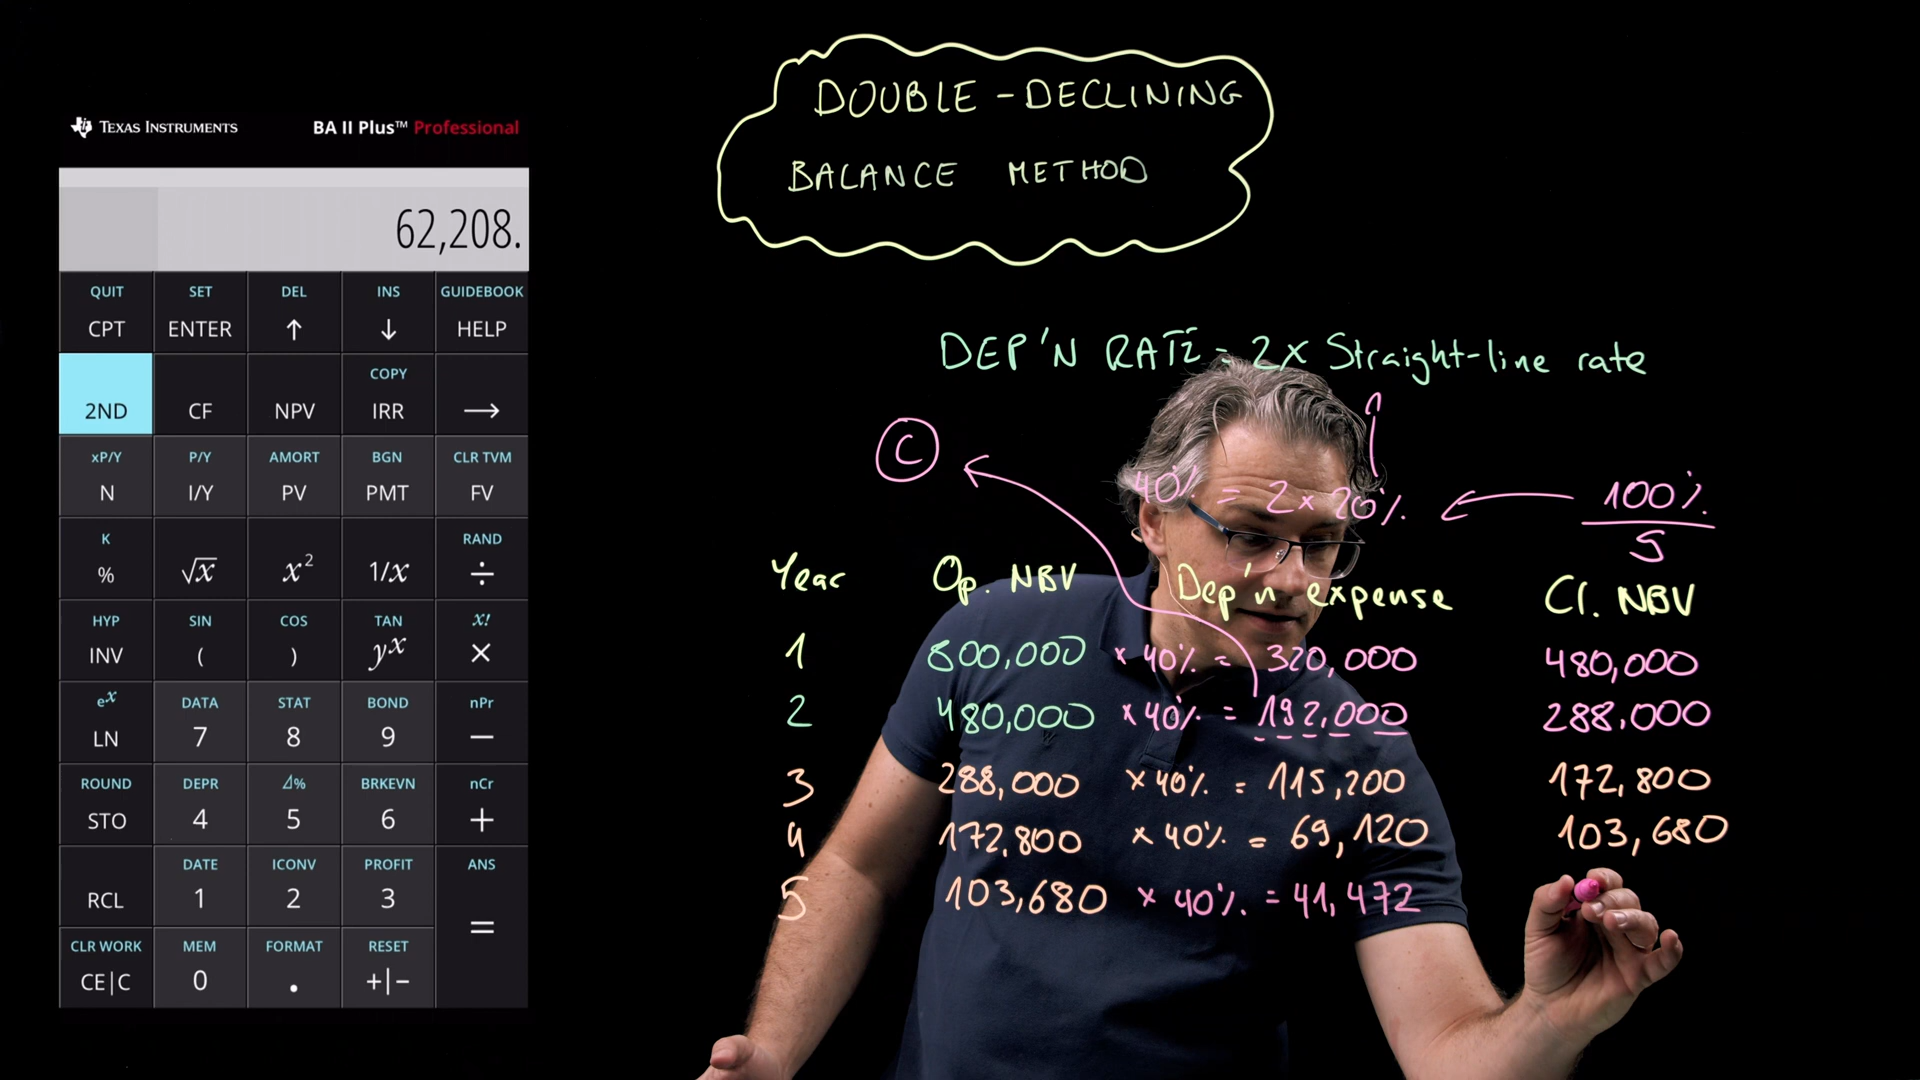 TEXAS INSTRUMENTS BA II Plus™ Professional
62,208.
QUIT SET DEL INS GUIDEBOOK
CPT ENTER ↑ ↓ HELP
COPY
2ND CF NPV IRR →
xP/Y P/Y AMORT BGN CLR TVM
N I/Y PV PMT FV
K RAND
% √x x² 1/x ÷
HYP SIN COS TAN x!
INV ( ) yˣ ×
eˣ DATA STAT BOND nPr
LN 7 8 9 −
ROUND DEPR Δ% BRKEVN nCr
STO 4 5 6 +
DATE ICONV PROFIT ANS
RCL 1 2 3 =
CLR WORK MEM FORMAT RESET
CE|C 0 . +|−
DOUBLE-DECLINING
BALANCE METHOD
DEP'N RATE = 2 x Straight-line rate
C
40% = 2 x 20% ← 100% / 5
Year Op. NBV Dep'n expense Cl. NBV
1 800,000 x 40% = 320,000 480,000
2 480,000 x 40% = 192,000 288,000
3 288,000 x 40% = 115,200 172,800
4 172,800 x 40% = 69,120 103,680
5 103,680 x 40% = 41,472